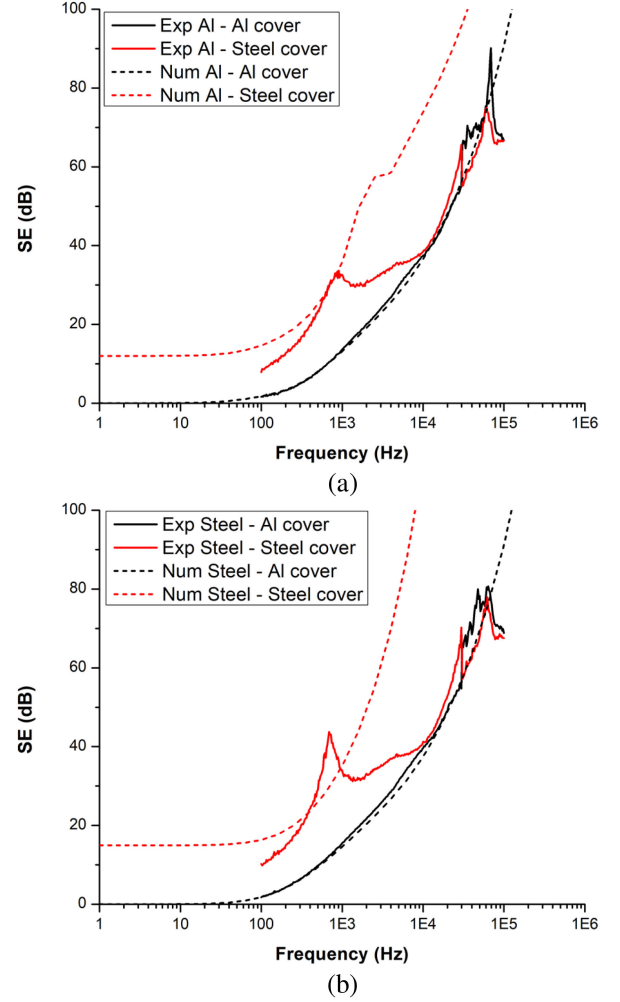 100
80
60
40
20
0
SE (dB)
Exp Al - Al cover
Exp Al - Steel cover
Num Al - Al cover
Num Al - Steel cover
1 10 100 1E3 1E4 1E5 1E6
Frequency (Hz)
(a)
100
80
60
40
20
0
SE (dB)
Exp Steel - Al cover
Exp Steel - Steel cover
Num Steel - Al cover
Num Steel - Steel cover
1 10 100 1E3 1E4 1E5 1E6
Frequency (Hz)
(b)